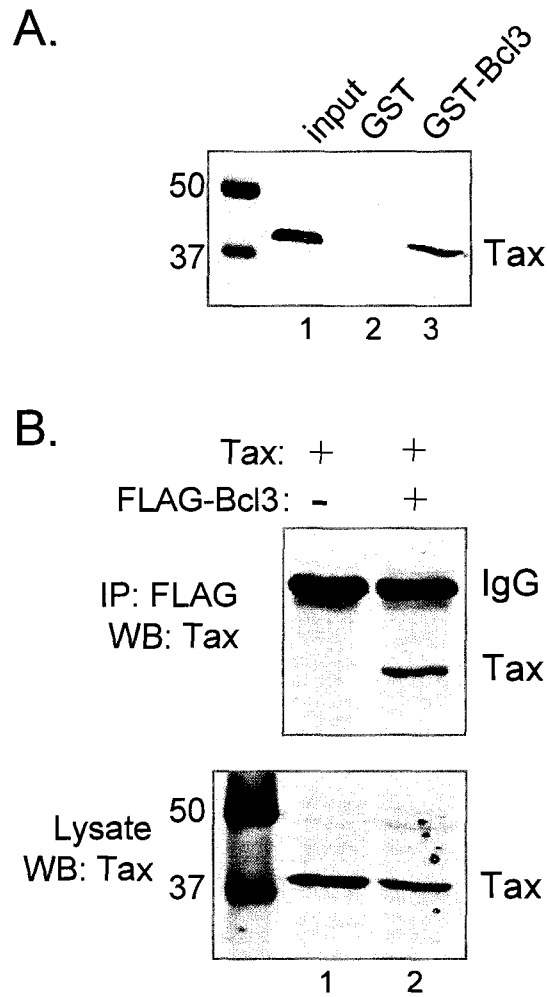 A.
input GST GST-Bcl3
50
37
Tax
1 2 3
B.
Tax: + +
FLAG-Bcl3: - +
IP: FLAG
WB: Tax
IgG
Tax
50
37
Lysate
WB: Tax
Tax
1 2